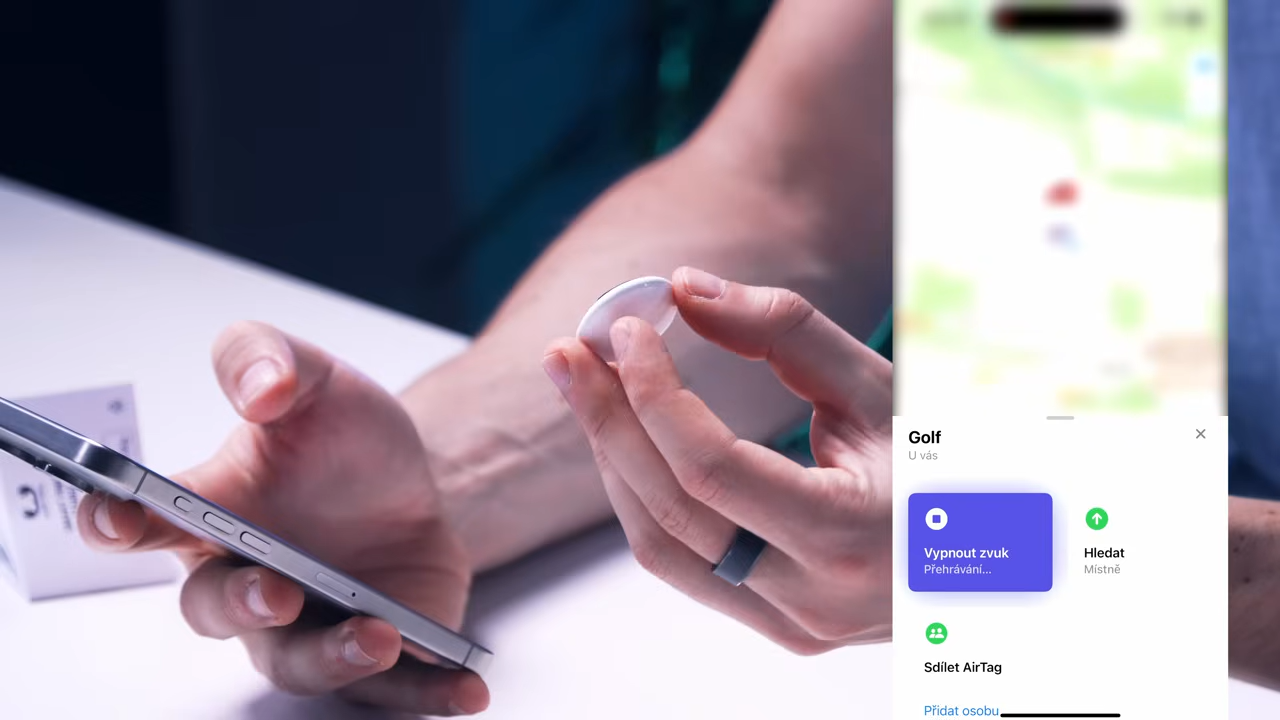 Golf
U vás
Vypnout zvuk
Přehrávání...
Hledat
Místně
Sdílet AirTag
Přidat osobu